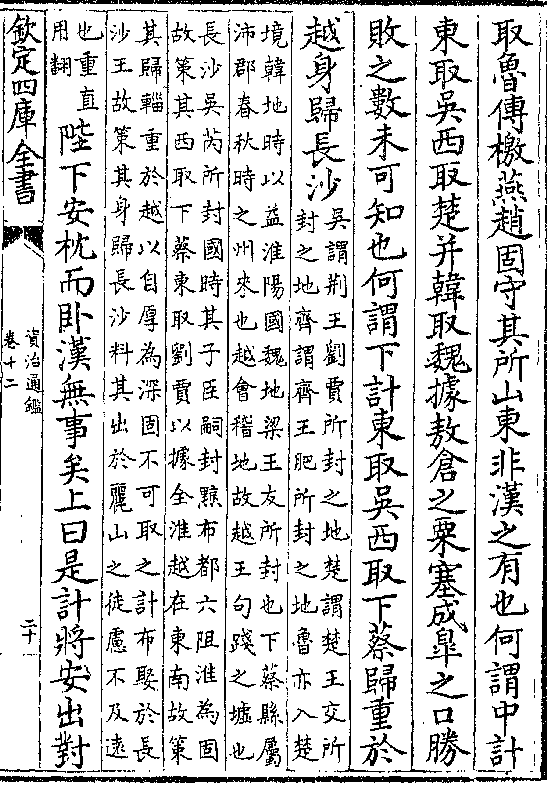 取魯傳檄燕趙固守其所山東非漢之有也何謂中計
東取吳西取楚并韓取魏據敖倉之粟塞成臯之口勝
敗之數未可知也何謂下計東取吳西取下蔡歸重於
越身歸長沙
吳謂荆王劉賈所封之地楚謂楚王交所
封之地齊謂齊王肥所封之地魯亦入楚
境韓地時以益淮陽國魏地梁王友所封也下蔡縣屬
沛郡春秋時之州來也越會稽地故越王句踐之墟也
長沙吳芮所封國時其子臣嗣封黥布都六阻淮為固
故策其西取下蔡東取劉賈以據全淮越在東南故策
其歸輜重於越以自厚為深固不可取之計布娶於長
沙王故策其身歸長沙料其出於麗山之徒慮不及遠
也重直
用翻
陛下安枕而卧漢無事矣上曰是計將安出對
欽定四庫全書
資治通鑑
卷十二
二十